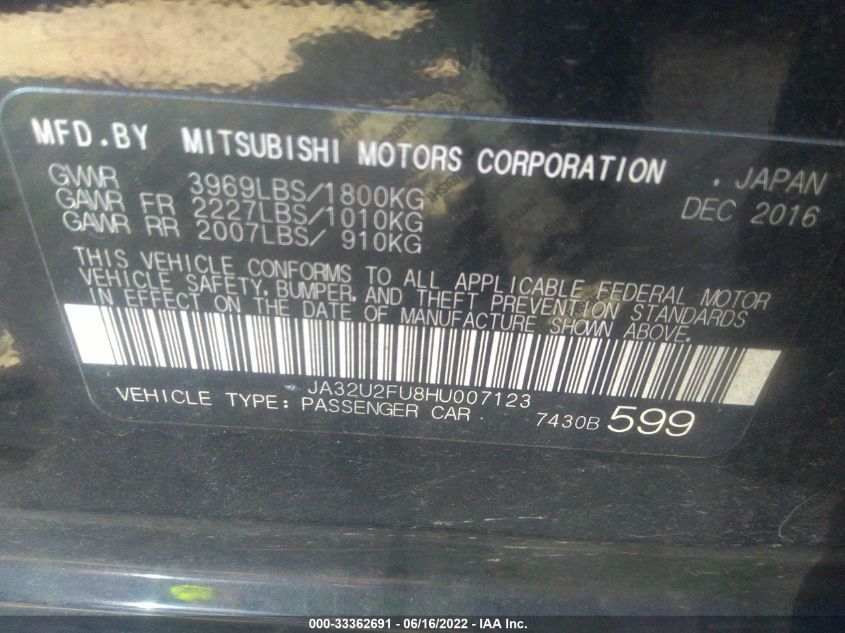 MFD.BY MITSUBISHI MOTORS CORPORATION . JAPAN
GVWR 3969LBS/1800KG DEC 2016
GAWR FR 2227LBS/1010KG
GAWR RR 2007LBS/ 910KG
THIS VEHICLE CONFORMS TO ALL APPLICABLE FEDERAL MOTOR
VEHICLE SAFETY, BUMPER, AND THEFT PREVENTION STANDARDS
IN EFFECT ON THE DATE OF MANUFACTURE SHOWN ABOVE.
JA32U2FU8HU007123
VEHICLE TYPE: PASSENGER CAR 7430B 599
000-33362691 - 06/16/2022 - IAA Inc.